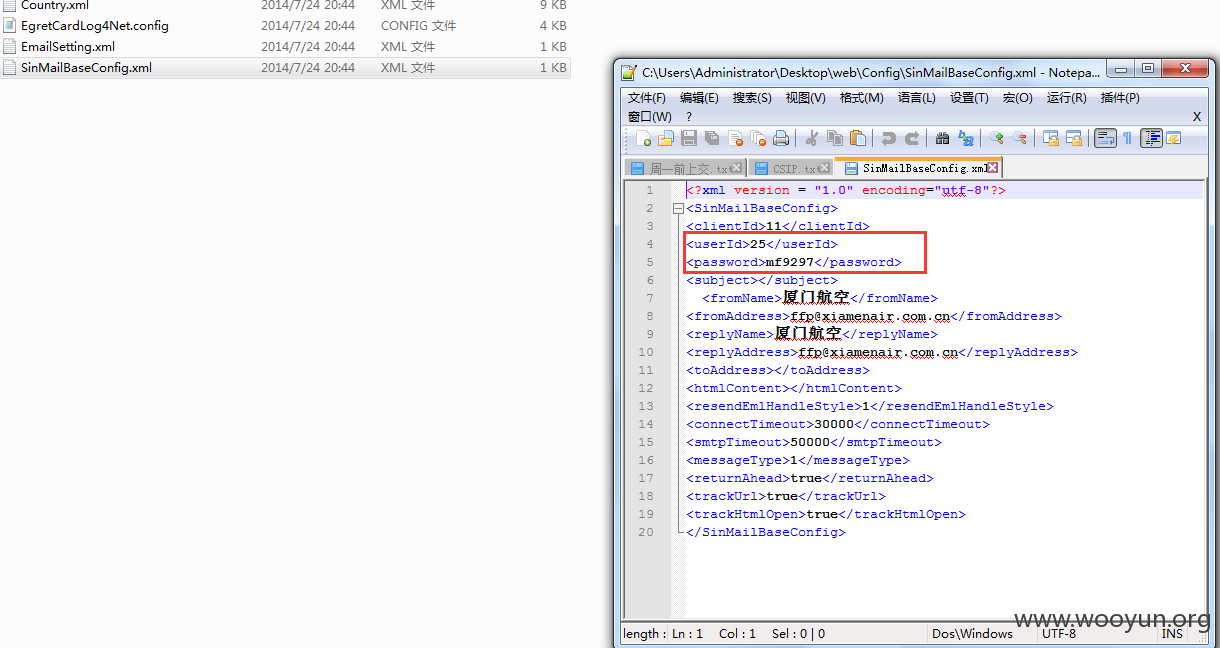 Country.xml 2014/7/24 20:44 XML 文件 9 KB
EgretCardLog4Net.config 2014/7/24 20:44 CONFIG 文件 4 KB
EmailSetting.xml 2014/7/24 20:44 XML 文件 1 KB
SinMailBaseConfig.xml 2014/7/24 20:44 XML 文件 1 KB
C:\Users\Administrator\Desktop\web\Config\SinMailBaseConfig.xml - Notepa...
文件(F) 编辑(E) 搜索(S) 视图(V) 格式(M) 语言(L) 设置(T) 宏(O) 运行(R) 插件(P)
窗口(W) ? X
周一前上交.txt CSIP.txt SinMailBaseConfig.xml
1 <?xml version = "1.0" encoding="utf-8"?>
2 <SinMailBaseConfig>
3 <clientId>11</clientId>
4 <userId>25</userId>
5 <password>mf9297</password>
6 <subject></subject>
7 <fromName>厦门航空</fromName>
8 <fromAddress>ffp@xiamenair.com.cn</fromAddress>
9 <replyName>厦门航空</replyName>
10 <replyAddress>ffp@xiamenair.com.cn</replyAddress>
11 <toAddress></toAddress>
12 <htmlContent></htmlContent>
13 <resendEmlHandleStyle>1</resendEmlHandleStyle>
14 <connectTimeout>30000</connectTimeout>
15 <smtpTimeout>50000</smtpTimeout>
16 <messageType>1</messageType>
17 <returnAhead>true</returnAhead>
18 <trackUrl>true</trackUrl>
19 <trackHtmlOpen>true</trackHtmlOpen>
20 </SinMailBaseConfig>
www.wooyun.org
length : Ln : 1 Col : 1 Sel : 0 | 0 Dos\Windows UTF-8 INS